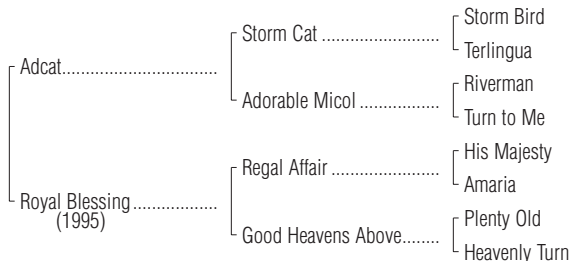 Storm Bird
Storm Cat ........................
Terlingua
Adcat................................
Riverman
Adorable Micol .................
Turn to Me
His Majesty
Regal Affair ......................
Amaria
Royal Blessing.................
(1995)
Plenty Old
Good Heavens Above........
Heavenly Turn